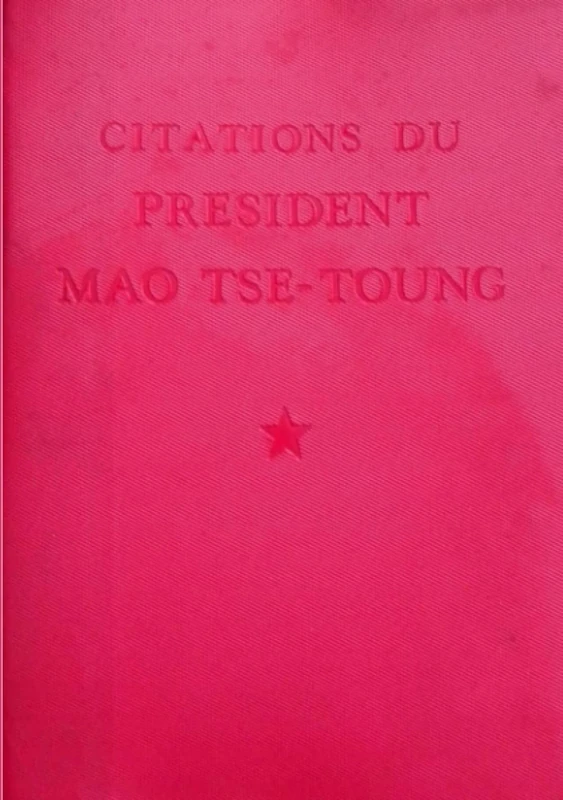 CITATIONS DU
PRESIDENT
MAO TSE-TOUNG